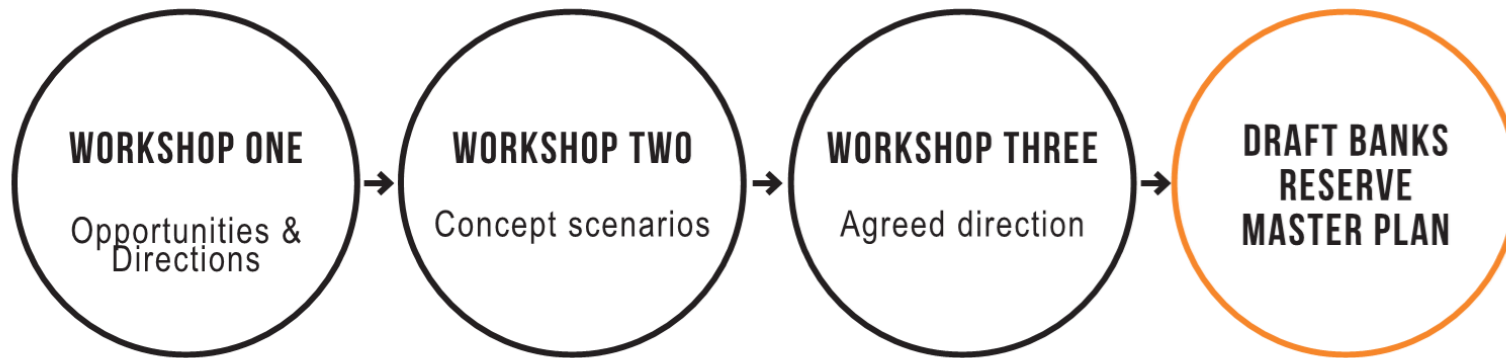 WORKSHOP ONE
Opportunities &
Directions
WORKSHOP TWO
Concept scenarios
WORKSHOP THREE
Agreed direction
DRAFT BANKS
RESERVE
MASTER PLAN